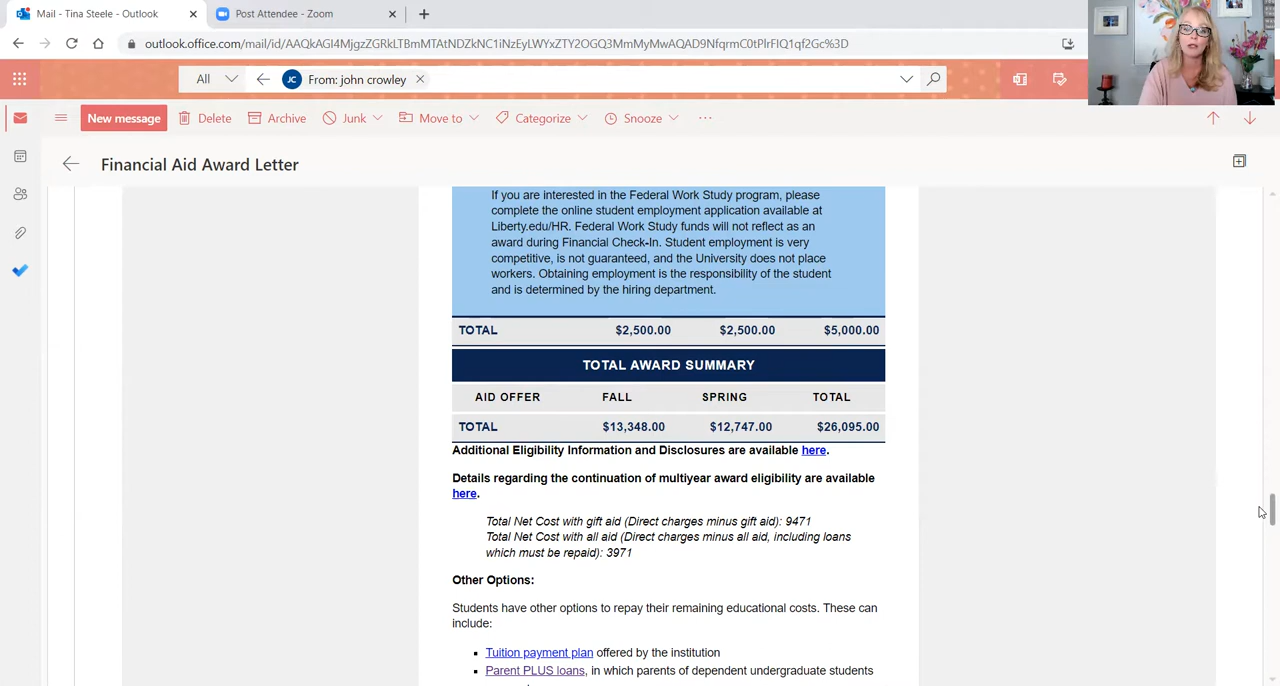 Mail - Tina Steele - Outlook
Post Attendee - Zoom
outlook.office.com/mail/id/AAQkAGI4MjgzZGRkLTBmMTAtNDZkNC1iNzEyLWYxZTY2OGQ3MmMyMwAQAD9NfqrmC0tPlrFIQ1qf2Gc%3D
All
JC From: john crowley
New message Delete Archive Junk Move to Categorize Snooze ...
Financial Aid Award Letter
If you are interested in the Federal Work Study program, please
complete the online student employment application available at
Liberty.edu/HR. Federal Work Study funds will not reflect as an
award during Financial Check-In. Student employment is very
competitive, is not guaranteed, and the University does not place
workers. Obtaining employment is the responsibility of the student
and is determined by the hiring department.
TOTAL $2,500.00 $2,500.00 $5,000.00
TOTAL AWARD SUMMARY
AID OFFER FALL SPRING TOTAL
TOTAL $13,348.00 $12,747.00 $26,095.00
Additional Eligibility Information and Disclosures are available here.
Details regarding the continuation of multiyear award eligibility are available
here.
Total Net Cost with gift aid (Direct charges minus gift aid): 9471
Total Net Cost with all aid (Direct charges minus all aid, including loans
which must be repaid): 3971
Other Options:
Students have other options to repay their remaining educational costs. These can
include:
Tuition payment plan offered by the institution
Parent PLUS loans, in which parents of dependent undergraduate students